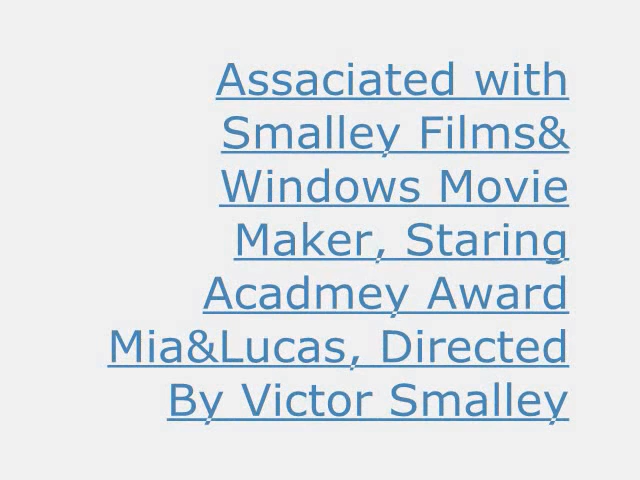 Assaciated with
Smalley Films&
Windows Movie
Maker, Staring
Acadmey Award
Mia&Lucas, Directed
By Victor Smalley